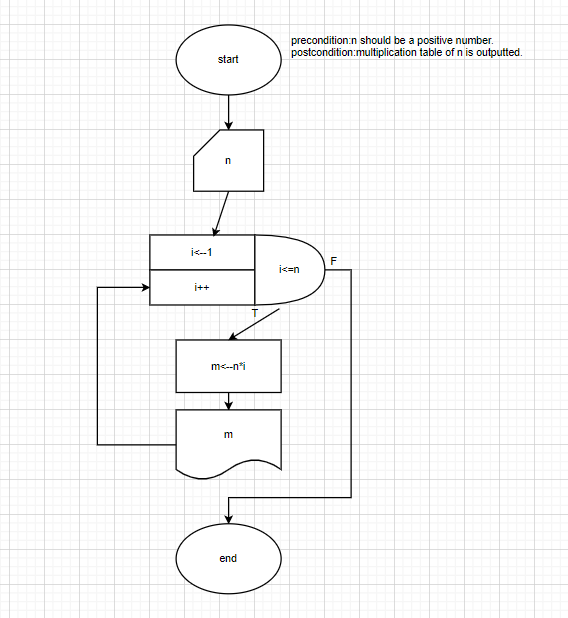 precondition:n should be a positive number.
postcondition:multiplication table of n is outputted.
start
n
i<--1
i++
i<=n
F
T
m<--n*i
m
end